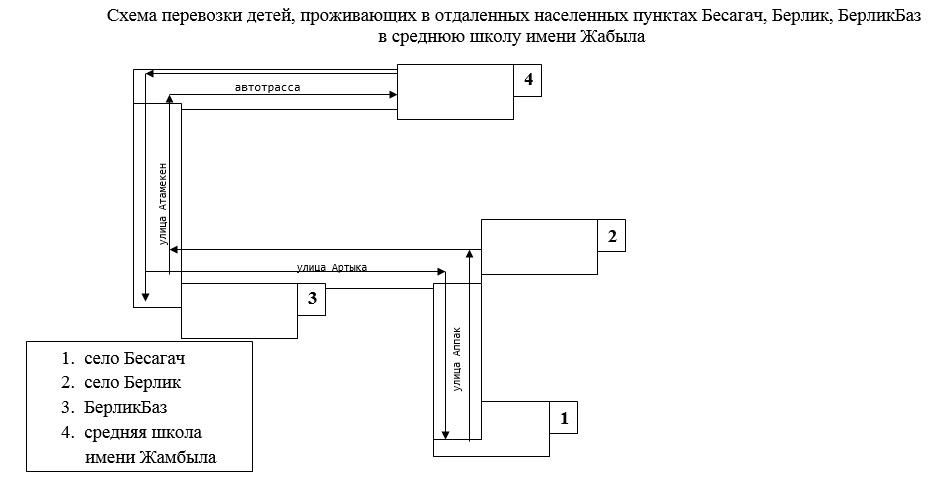 Схема перевозки детей, проживающих в отдаленных населенных пунктах Бесагач, Берлик, БерликБаз
в среднюю школу имени Жабыла
4
автотрасса
улица Атамекен
2
улица Артыка
3
улица Аппак
1
1. село Бесагач
2. село Берлик
3. БерликБаз
4. средняя школа
имени Жамбыла